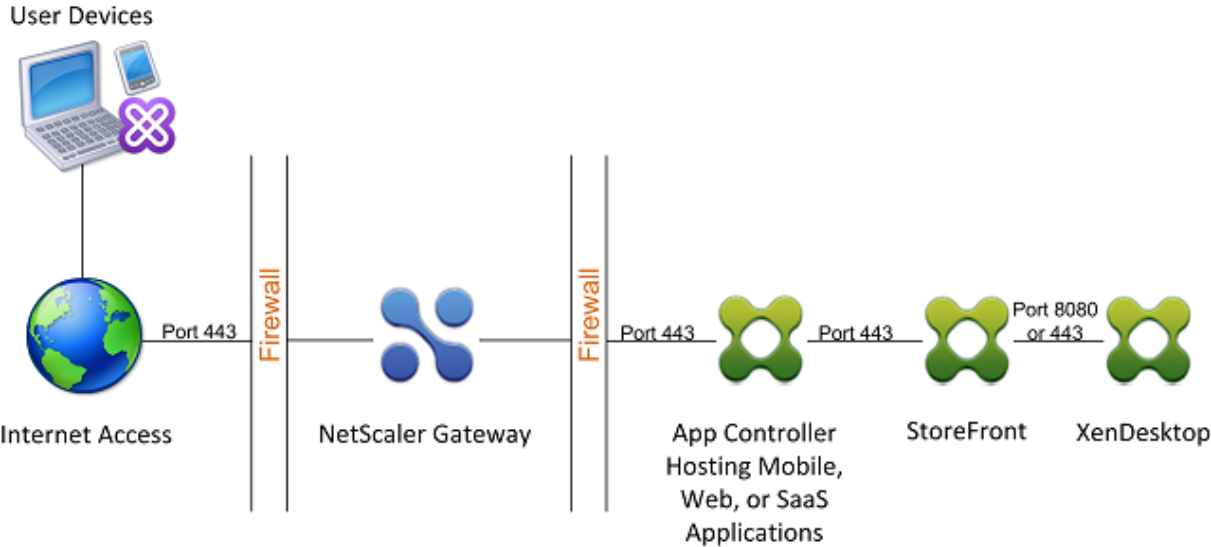 User Devices
Port 443
Firewall
Firewall
Port 443
Port 443
Port 8080
or 443
Internet Access
NetScaler Gateway
App Controller
Hosting Mobile,
Web, or SaaS
Applications
StoreFront
XenDesktop